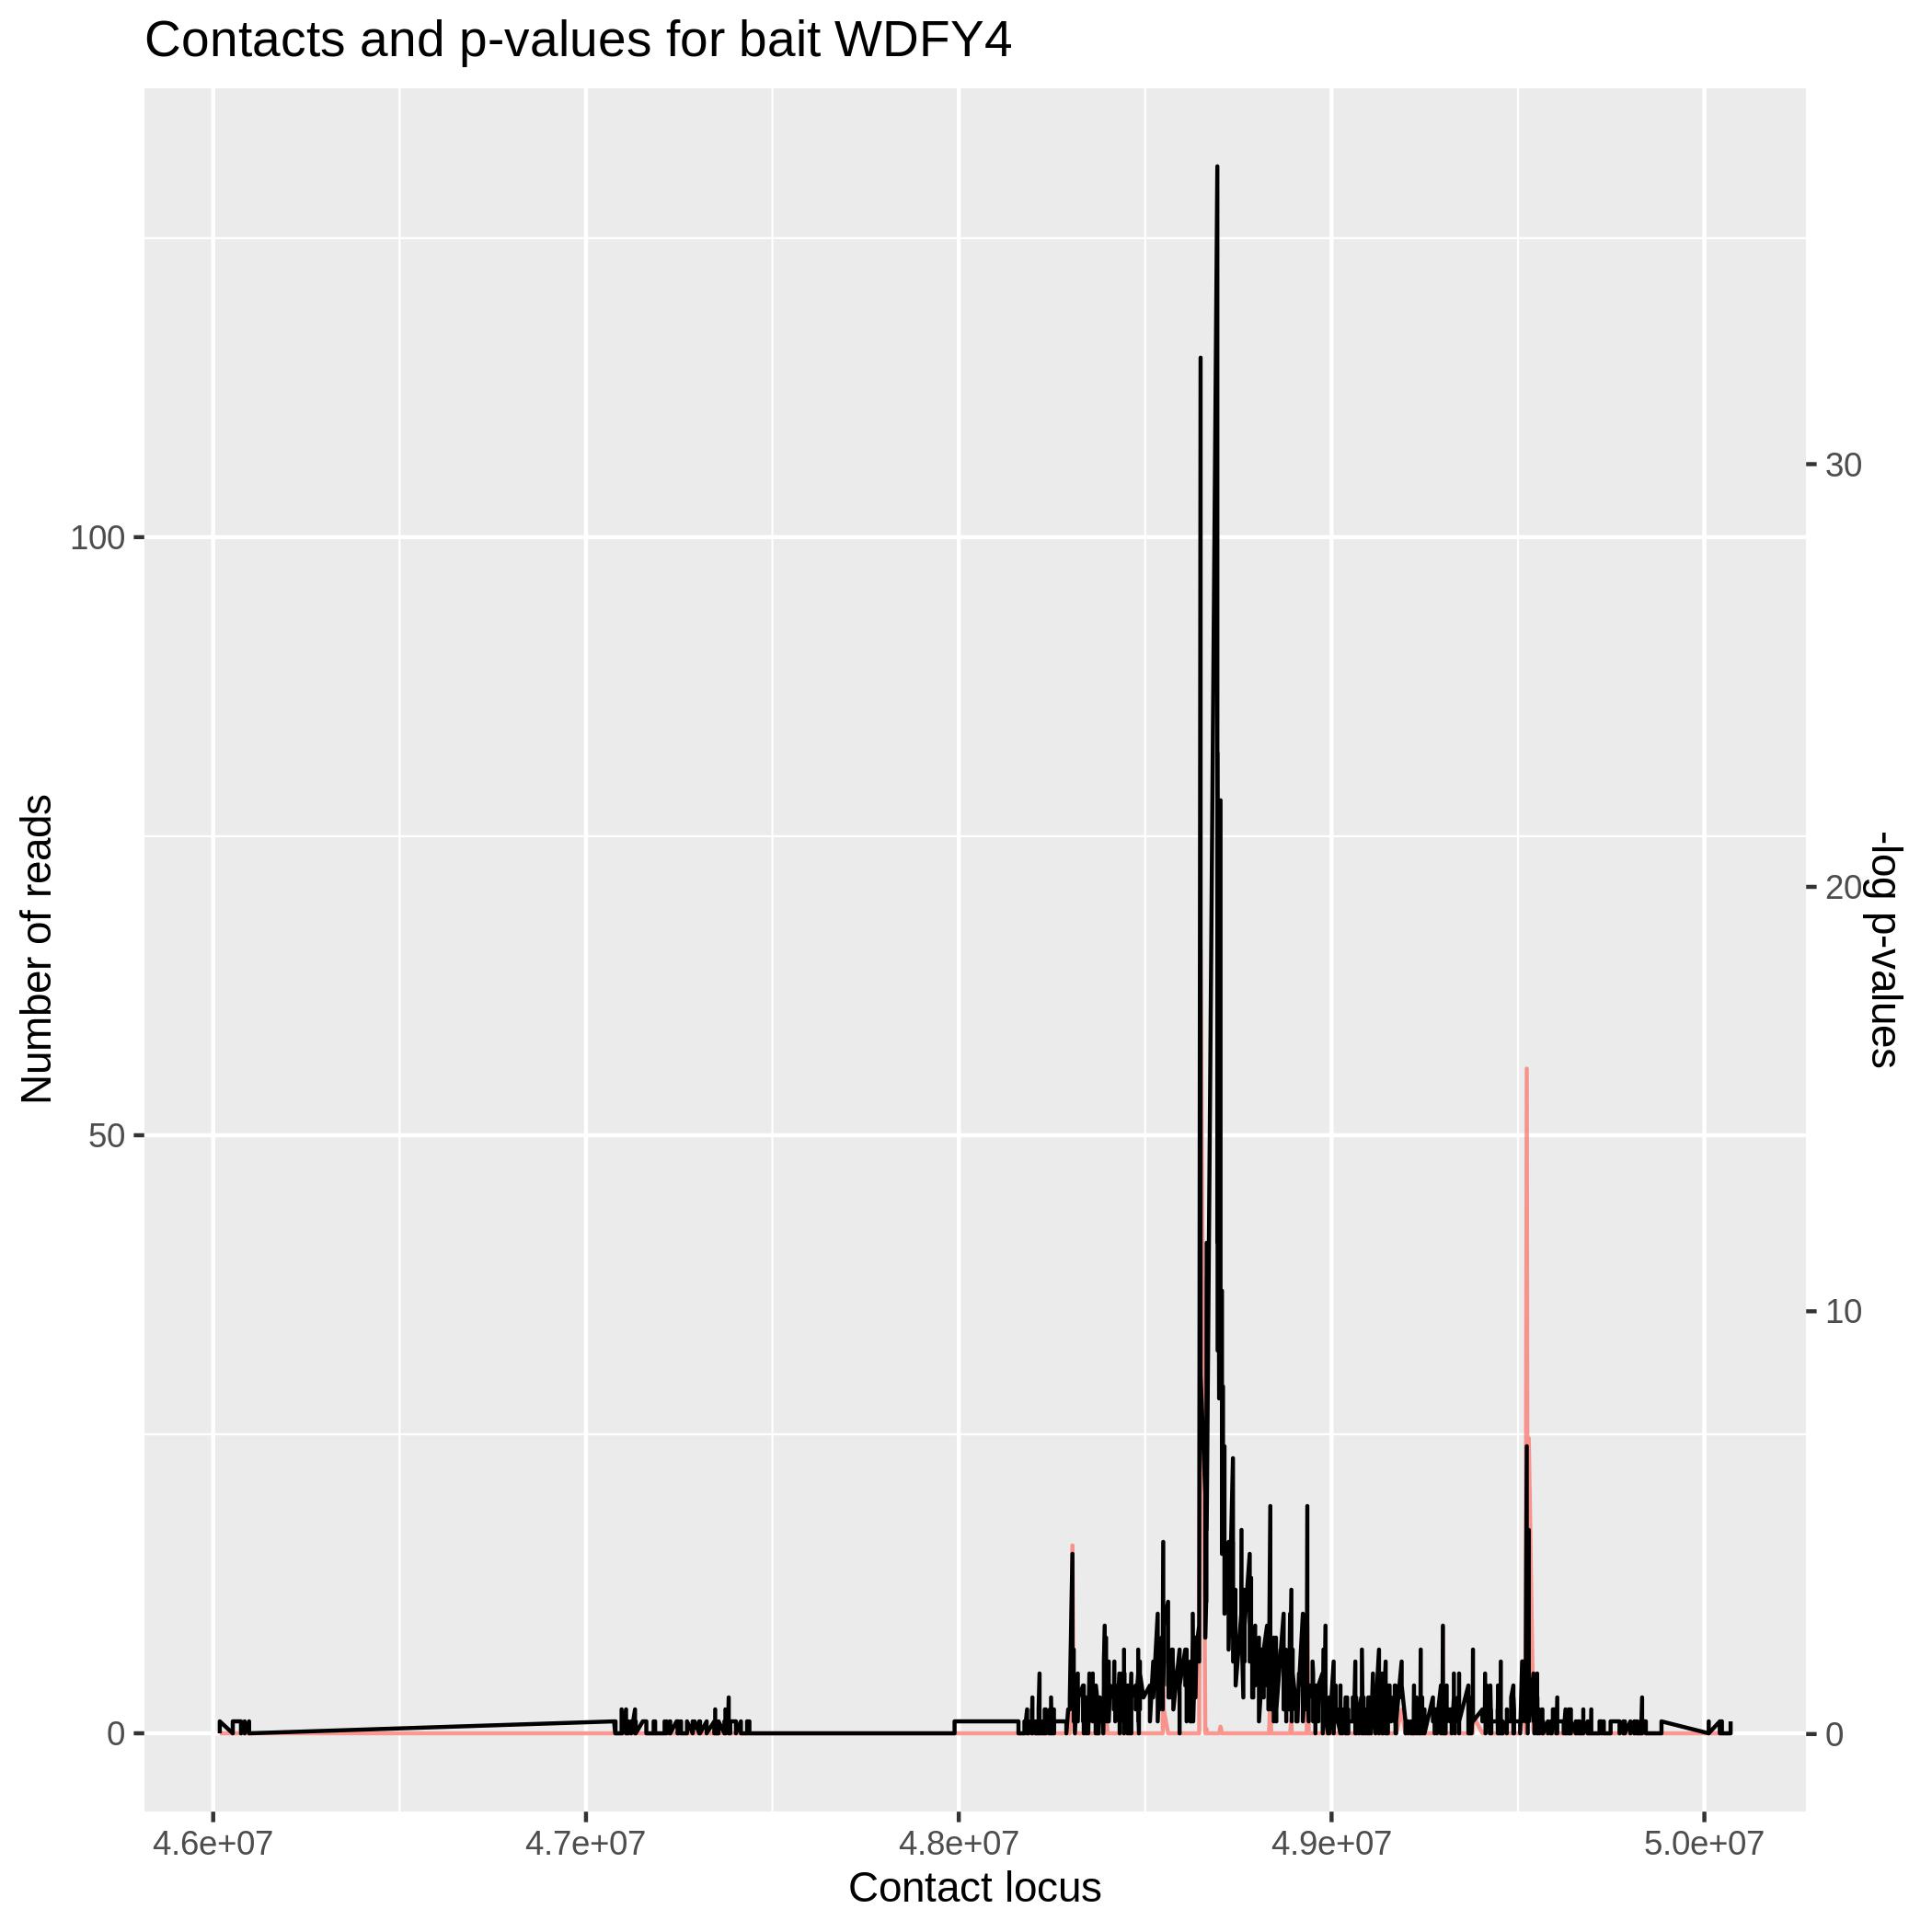 Contacts and p-values for bait WDFY4
Number of reads
100
50
0
30
20
10
0
-log p-values
4.6e+07 4.7e+07 4.8e+07 4.9e+07 5.0e+07
Contact locus